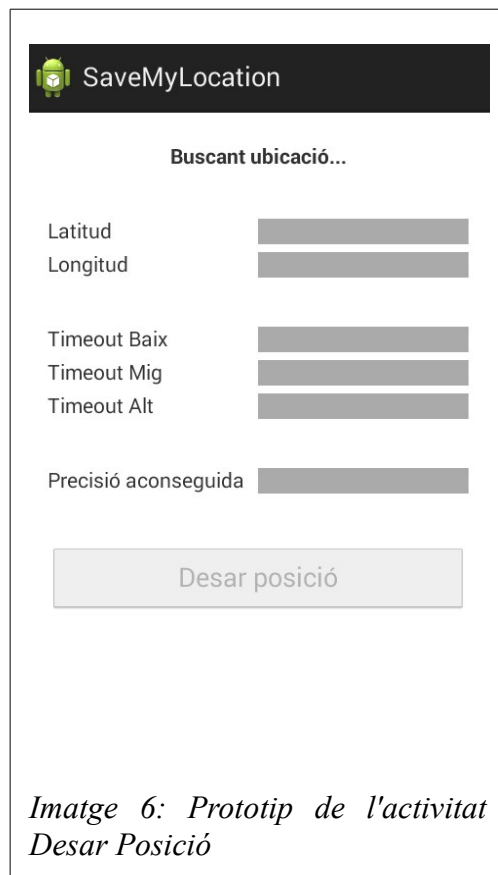 SaveMyLocation
Buscant ubicació...
Latitud
Longitud
Timeout Baix
Timeout Mig
Timeout Alt
Precisió aconseguida
Desar posició
Imatge 6: Prototip de l'activitat
Desar Posició